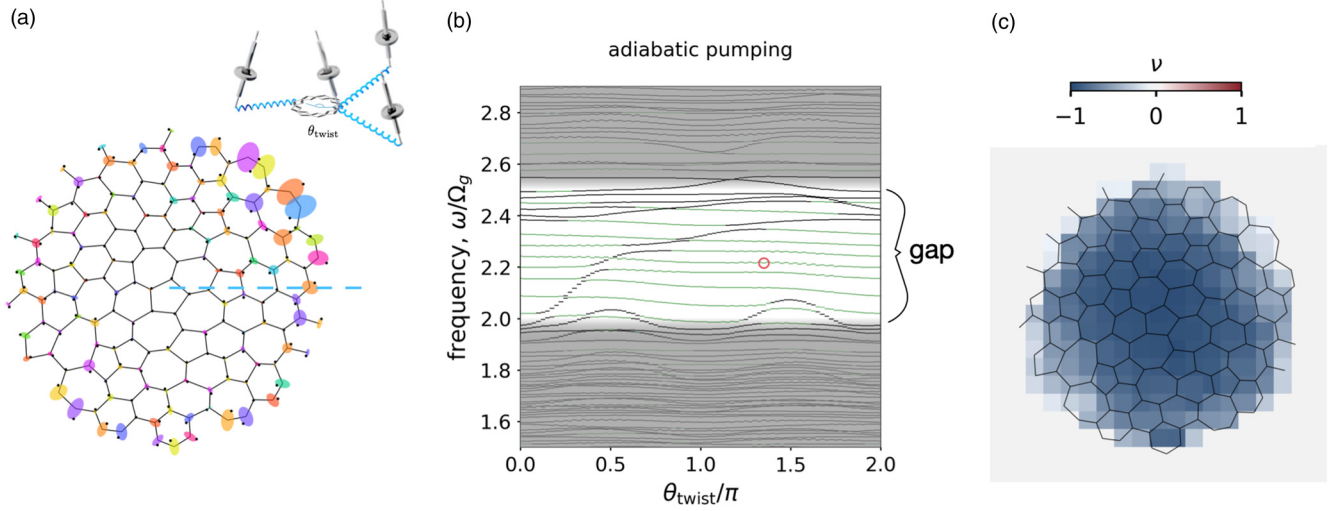 (a)
θtwist
(b)
adiabatic pumping
frequency, ω/Ωg
2.8
2.6
2.4
2.2
2.0
1.8
1.6
0.0 0.5 1.0 1.5 2.0
θtwist/π
gap
(c)
ν
−1 0 1